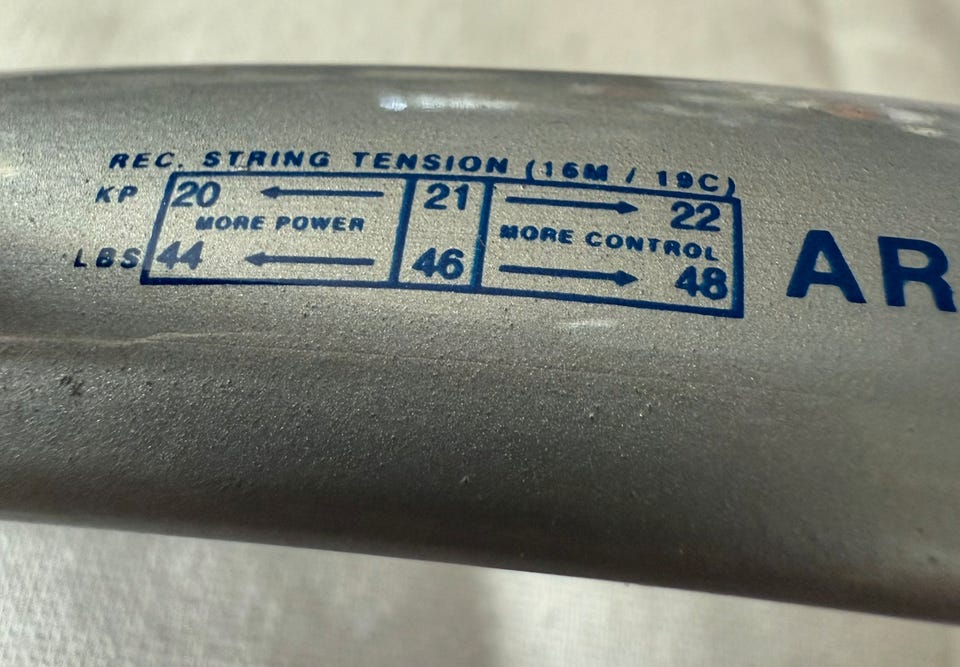 REC. STRING TENSION (16M / 19C)
KP 20 ← 21 → 22
MORE POWER MORE CONTROL
LBS 44 ← 46 → 48
AR